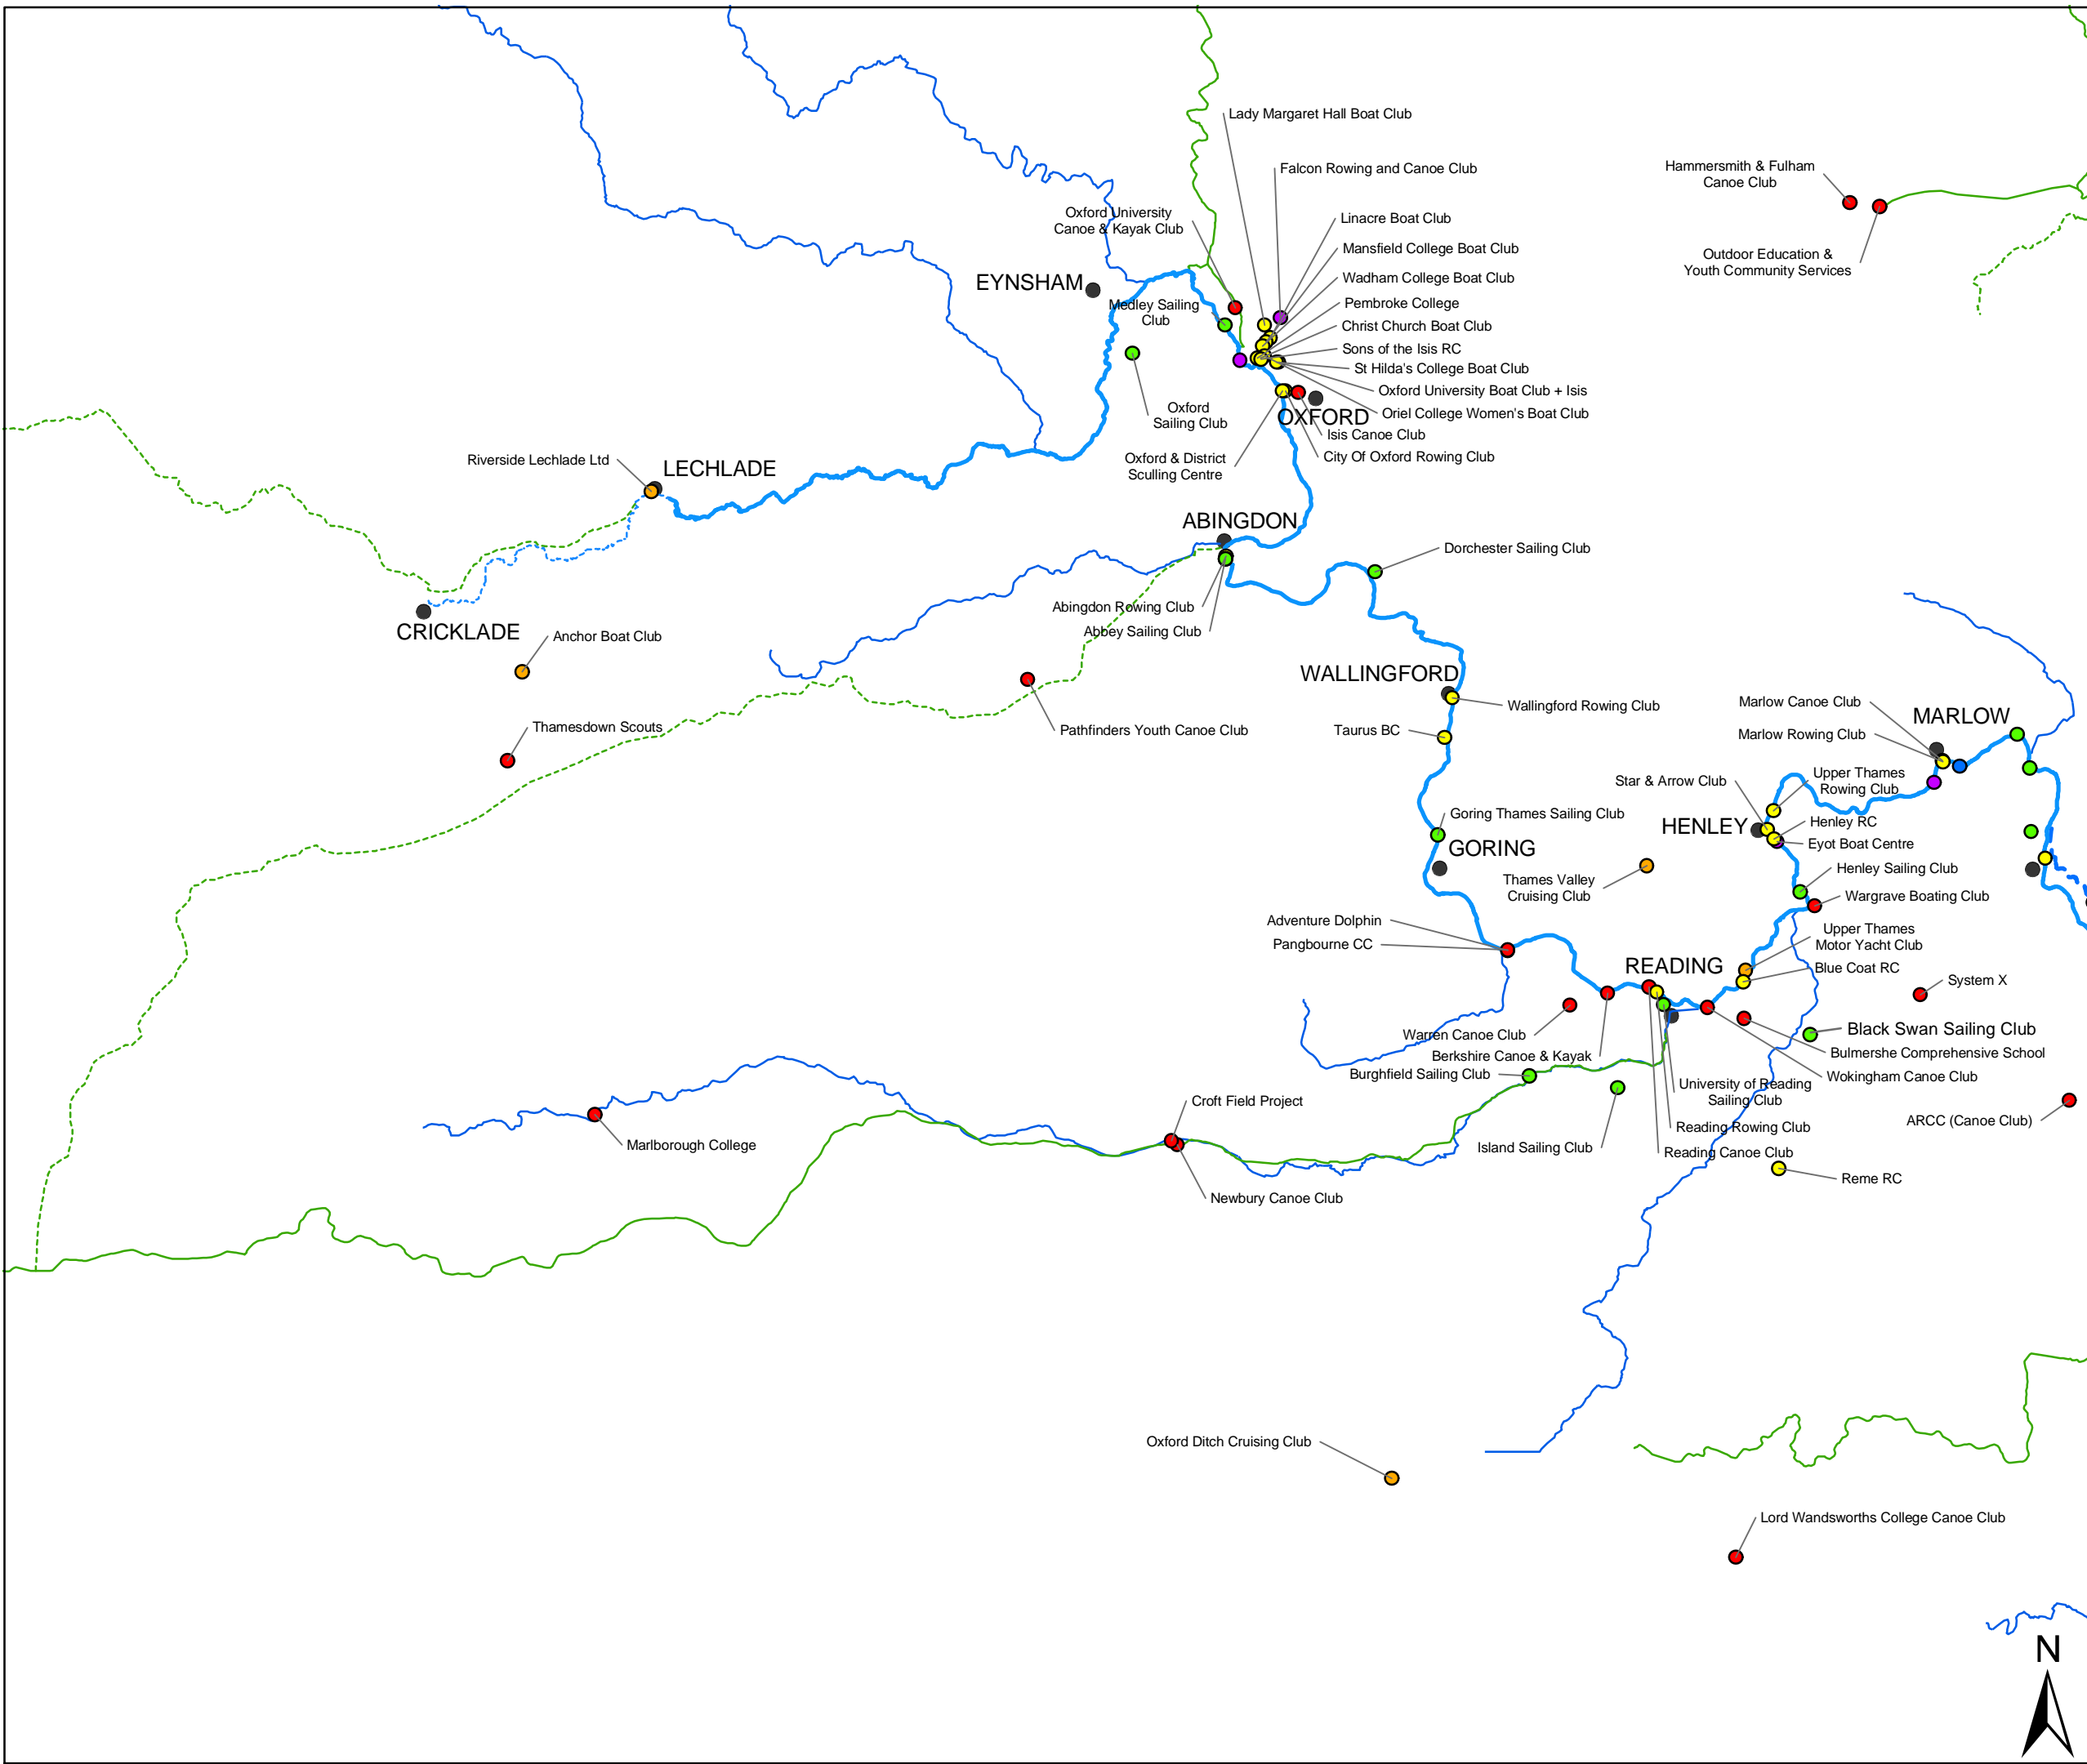 Lady Margaret Hall Boat Club
Falcon Rowing and Canoe Club
Hammersmith & Fulham
Canoe Club
Oxford University
Canoe & Kayak Club
Linacre Boat Club
Mansfield College Boat Club
Outdoor Education &
Youth Community Services
EYNSHAM
Wadham College Boat Club
Medley Sailing
Club
Pembroke College
Christ Church Boat Club
Sons of the Isis RC
St Hilda's College Boat Club
Oxford University Boat Club + Isis
Oxford
Sailing Club
OXFORD
Oriel College Women's Boat Club
Isis Canoe Club
City Of Oxford Rowing Club
Oxford & District
Sculling Centre
Riverside Lechlade Ltd
LECHLADE
ABINGDON
Dorchester Sailing Club
Abingdon Rowing Club
Abbey Sailing Club
CRICKLADE
Anchor Boat Club
WALLINGFORD
Wallingford Rowing Club
Marlow Canoe Club
MARLOW
Thamesdown Scouts
Pathfinders Youth Canoe Club
Taurus BC
Marlow Rowing Club
Star & Arrow Club
Upper Thames
Rowing Club
Goring Thames Sailing Club
HENLEY
Henley RC
Eyot Boat Centre
GORING
Thames Valley
Cruising Club
Henley Sailing Club
Wargrave Boating Club
Adventure Dolphin
Pangbourne CC
Upper Thames
Motor Yacht Club
READING
Blue Coat RC
System X
Warren Canoe Club
Black Swan Sailing Club
Berkshire Canoe & Kayak
Bulmershe Comprehensive School
Burghfield Sailing Club
Wokingham Canoe Club
University of Reading
Sailing Club
Croft Field Project
Reading Rowing Club
ARCC (Canoe Club)
Marlborough College
Island Sailing Club
Reading Canoe Club
Reme RC
Newbury Canoe Club
Oxford Ditch Cruising Club
Lord Wandsworths College Canoe Club
N